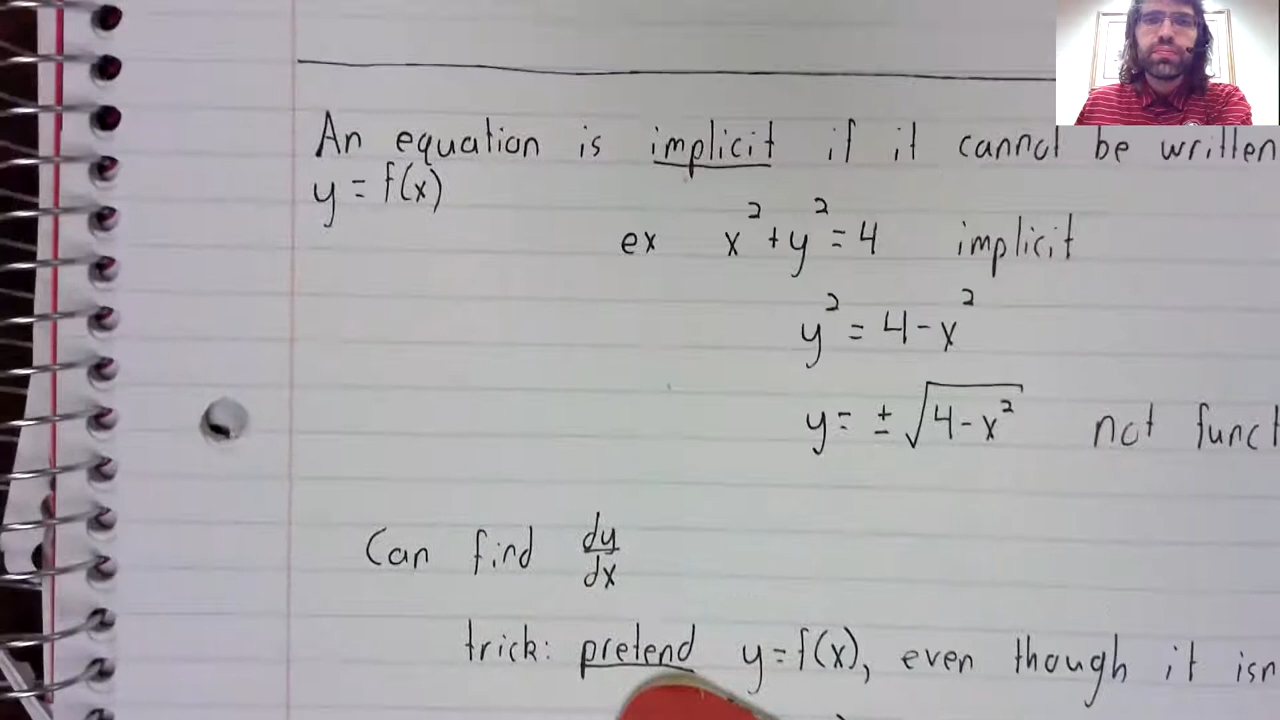 An equation is implicit if it cannot be written
y = f(x)
ex x² + y² = 4 implicit
y² = 4 - x²
y = ± √(4 - x²) not funct
Can find dy/dx
trick: pretend y = f(x), even though it isn